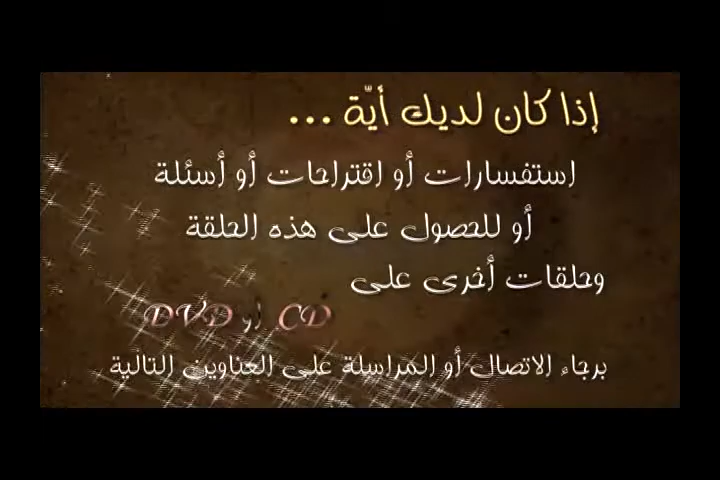 إذا كان لديك أيّة ...
استفسارات أو اقتراحات أو أسئلة
أو للحصول على هذه الحلقة
وحلقات أخرى على
CD أو DVD
برجاء الاتصال أو المراسلة على العناوين التالية